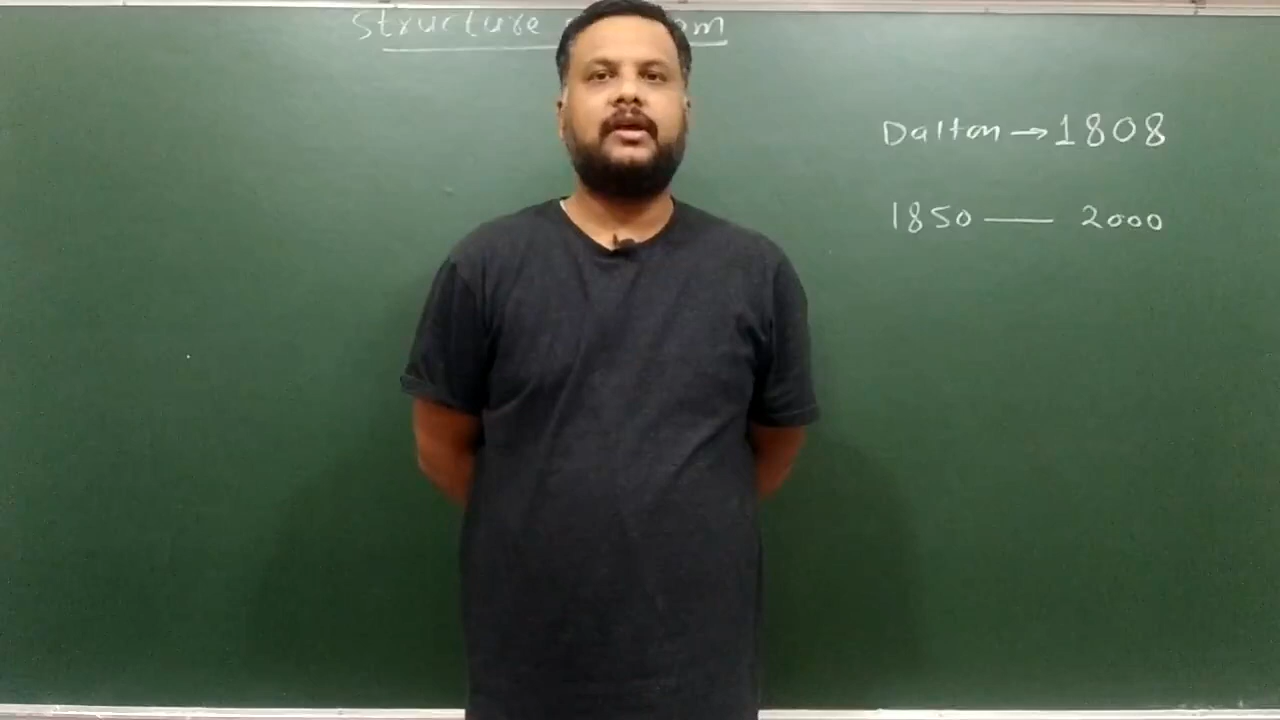 Structure
Dalton → 1808
1850 — 2000